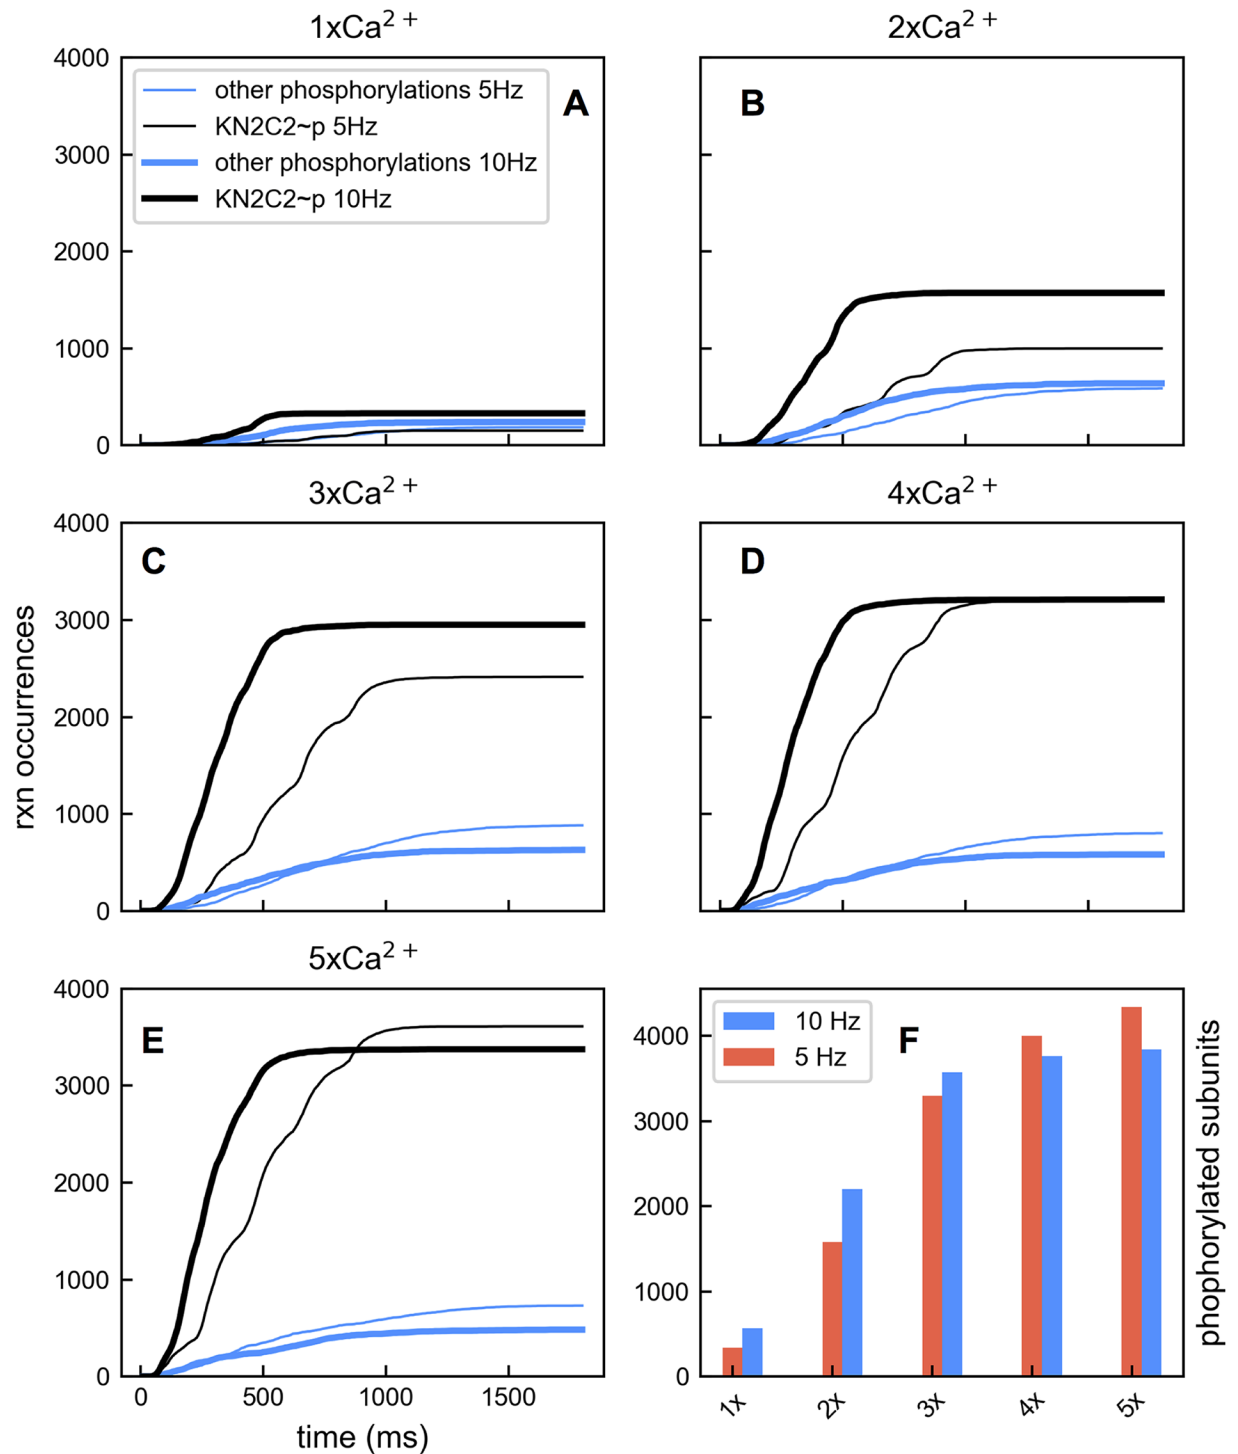 1xCa2+
2xCa2+
4000
3000
2000
1000
0
other phosphorylations 5Hz
KN2C2~p 5Hz
other phosphorylations 10Hz
KN2C2~p 10Hz
A
B
3xCa2+
4xCa2+
4000
3000
2000
1000
0
C
D
rxn occurrences
5xCa2+
4000
3000
2000
1000
0
E
0
500
1000
1500
time (ms)
10 Hz
5 Hz
F
4000
3000
2000
1000
0
1x
2x
3x
4x
5x
phophorylated subunits